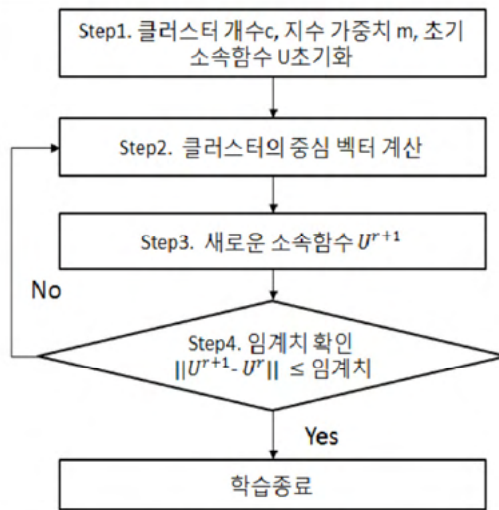 Step1. 클러스터 개수c, 지수 가중치 m, 초기
소속함수 U초기화
Step2. 클러스터의 중심 벡터 계산
Step3. 새로운 소속함수 U^{r+1}
No
Step4. 임계치 확인
||U^{r+1}- U^r|| ≤ 임계치
Yes
학습종료